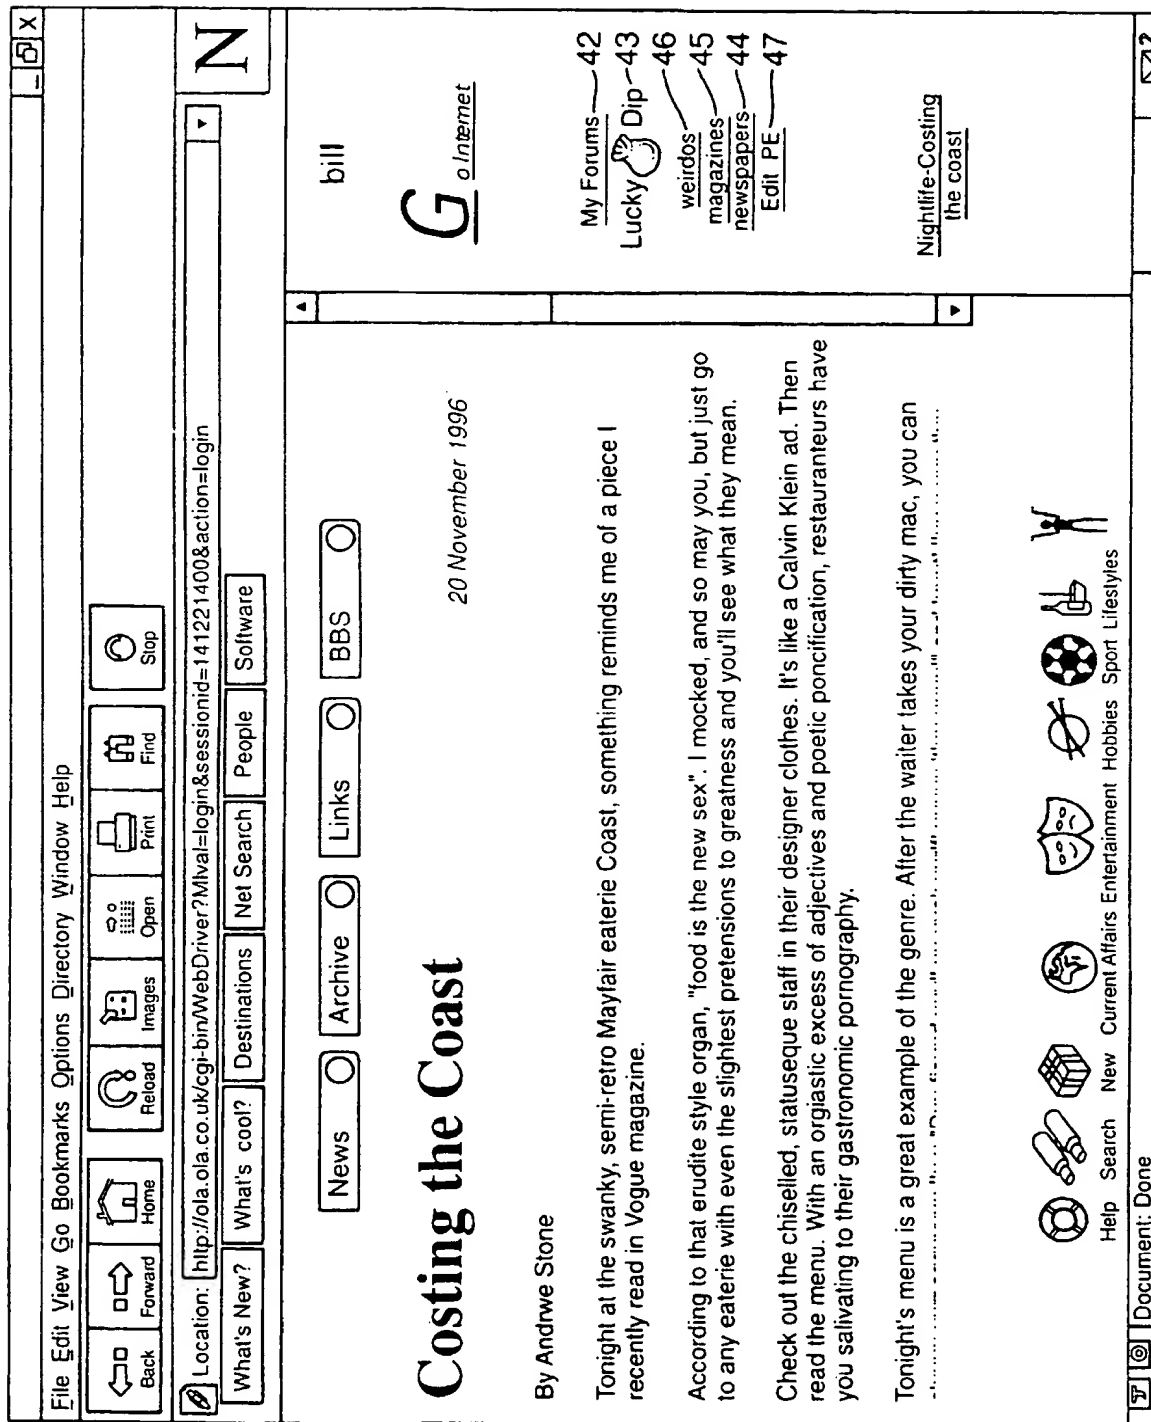 File Edit View Go Bookmarks Options Directory Window Help
Back Forward Home Reload Images Open Print Find Stop
Location: http://ola.ola.co.uk/cgi-bin/WebDriver?MIval=login&sessionid=141221400&action=login
N
What's New? What's cool? Destinations Net Search People Software
News Archive Links BBS
Costing the Coast
20 November 1996
By Andrwe Stone
Tonight at the swanky, semi-retro Mayfair eaterie Coast, something reminds me of a piece I
recently read in Vogue magazine.
According to that erudite style organ, "food is the new sex". I mocked, and so may you, but just go
to any eaterie with even the slightest pretensions to greatness and you'll see what they mean.
Check out the chiselled, statuseque staff in their designer clothes. It's like a Calvin Klein ad. Then
read the menu. With an orgiastic excess of adjectives and poetic poncification, restauranteurs have
you salivating to their gastronomic pornography.
Tonight's menu is a great example of the genre. After the waiter takes your dirty mac, you can
bill
Go Internet
My Forums 42
Lucky Dip 43
weirdos 46
magazines 45
newspapers 44
Edit PE 47
Nightlife-Costing
the coast
Help Search New Current Affairs Entertainment Hobbies Sport Lifestyles
Document: Done
?